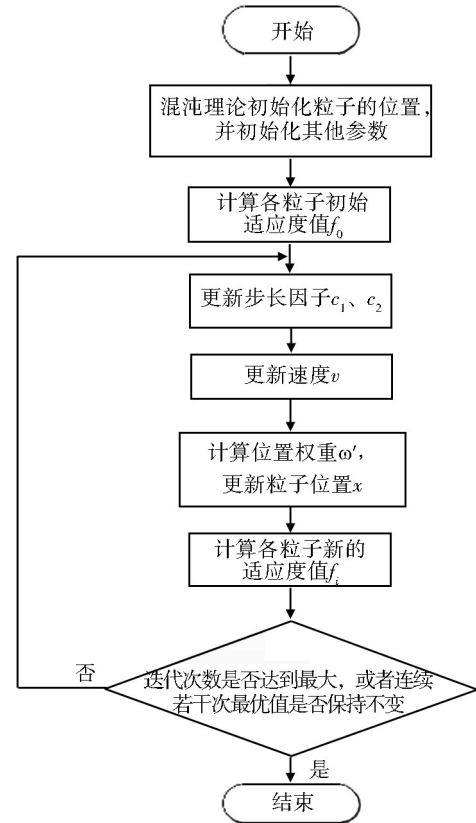 开始
混沌理论初始化粒子的位置，
并初始化其他参数
计算各粒子初始
适应度值f₀
更新步长因子c₁、c₂
更新速度v
计算位置权重ω′，
更新粒子位置x
计算各粒子新的
适应度值fᵢ
否
迭代次数是否达到最大，或者连续
若干次最优值是否保持不变
是
结束